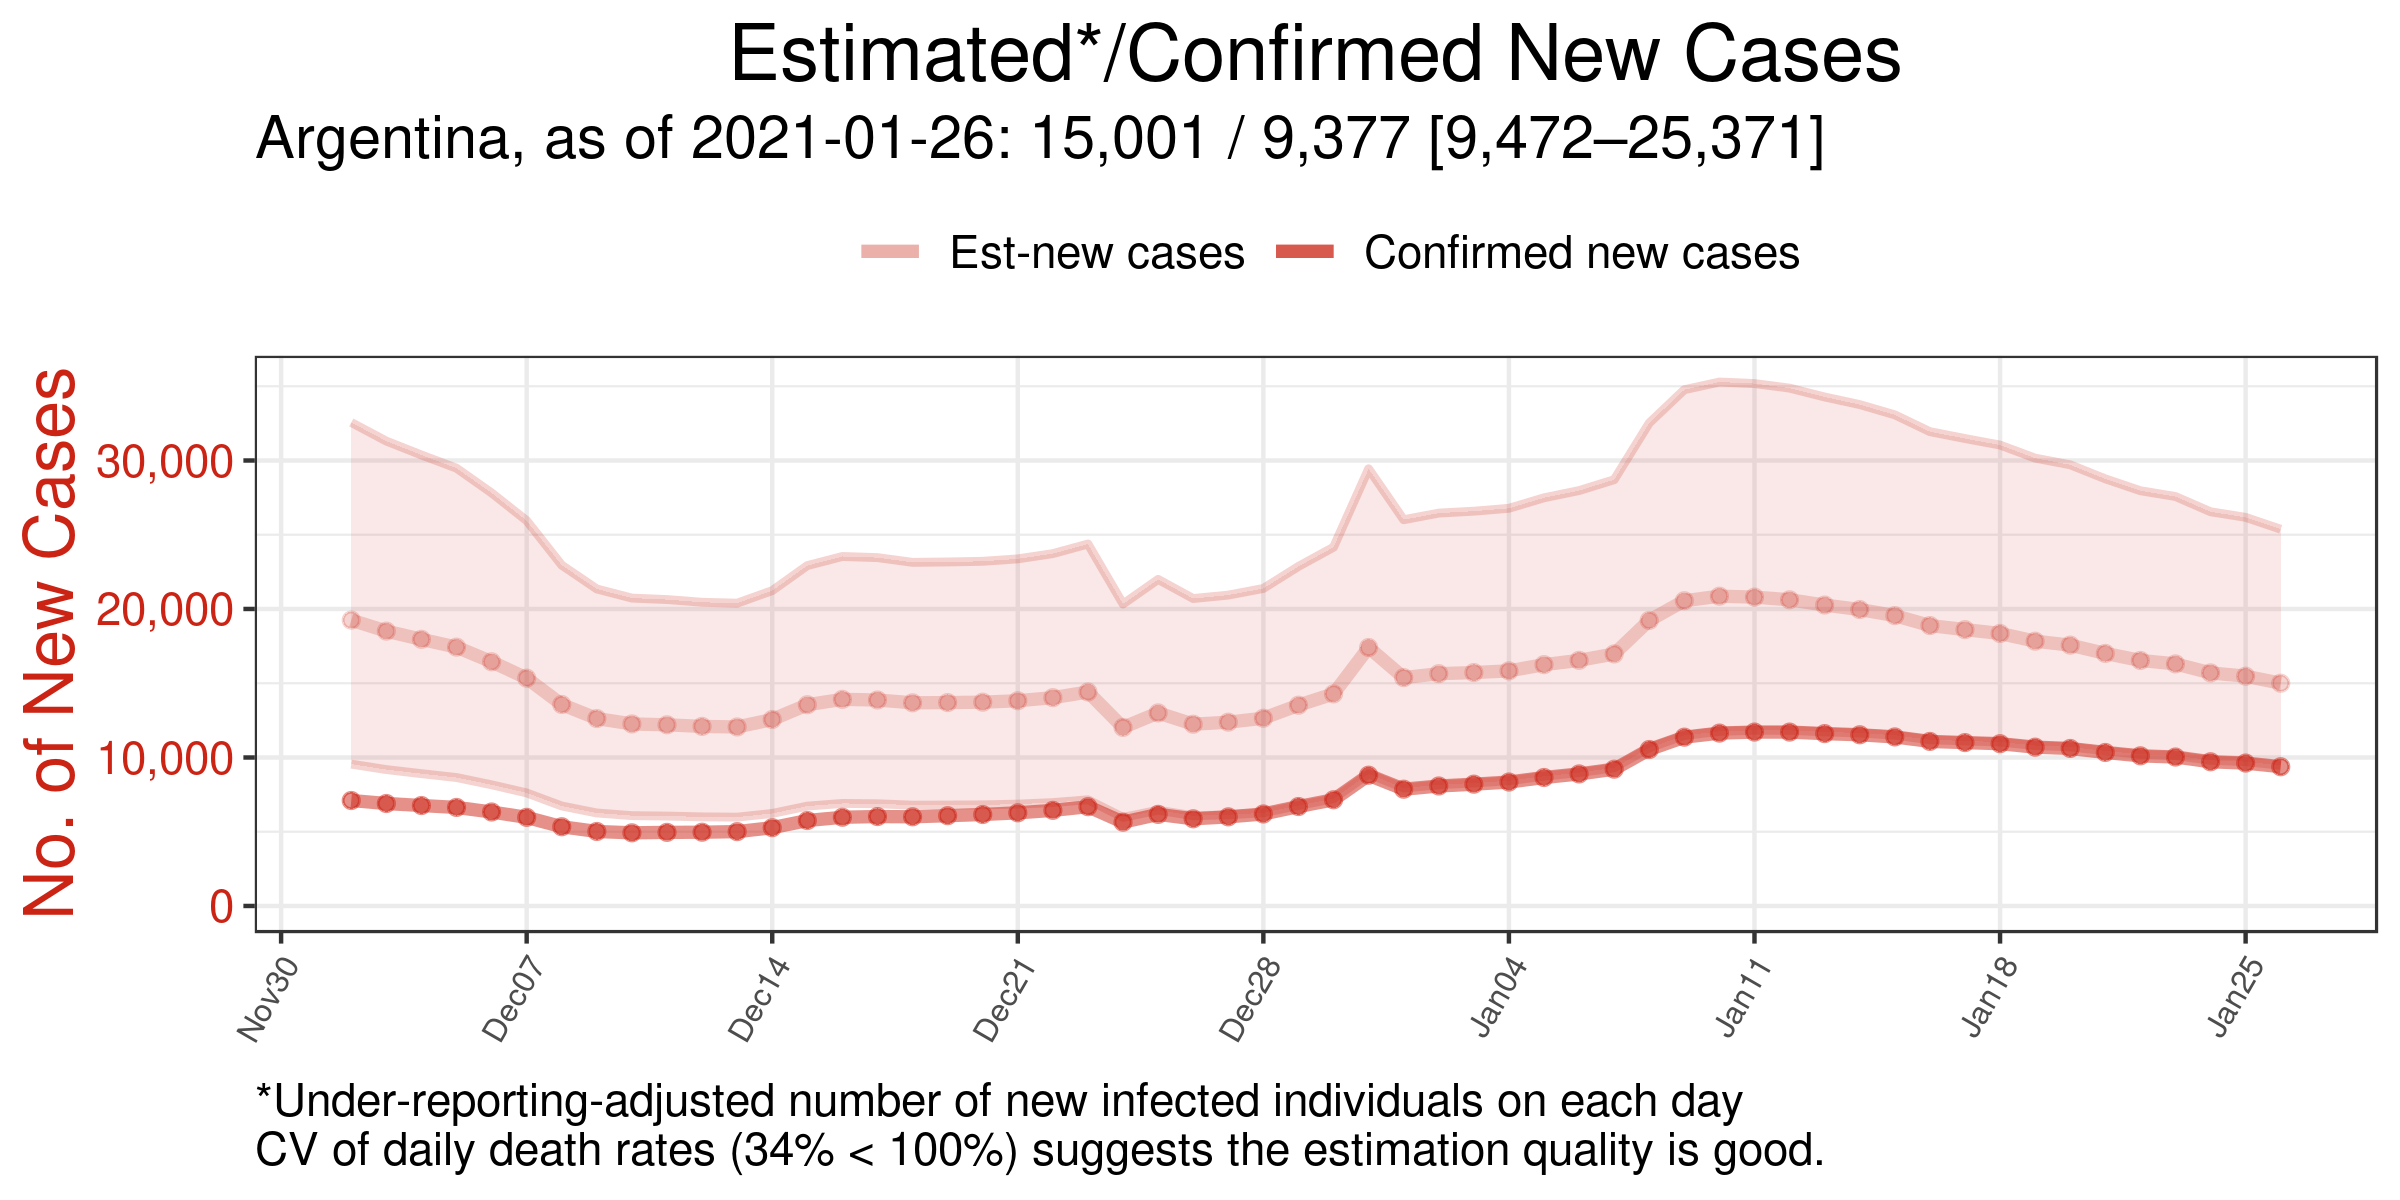 Estimated*/Confirmed New Cases
Argentina, as of 2021-01-26: 15,001 / 9,377 [9,472–25,371]
Est-new cases Confirmed new cases
No. of New Cases
30,000
20,000
10,000
0
Nov30 Dec07 Dec14 Dec21 Dec28 Jan04 Jan11 Jan18 Jan25
*Under-reporting-adjusted number of new infected individuals on each day
CV of daily death rates (34% < 100%) suggests the estimation quality is good.